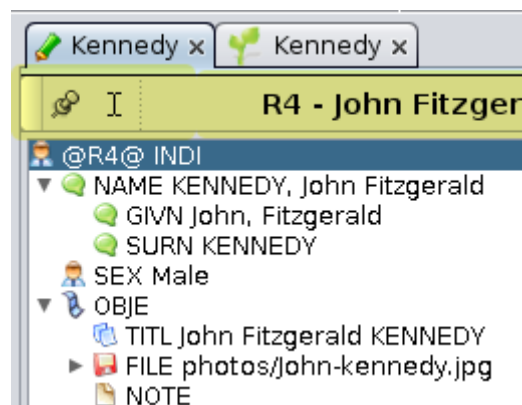 Kennedy x Kennedy x
R4 - John Fitzger
@R4@ INDI
NAME KENNEDY, John Fitzgerald
GIVN John, Fitzgerald
SURN KENNEDY
SEX Male
OBJE
TITL John Fitzgerald KENNEDY
FILE photos/John-kennedy.jpg
NOTE